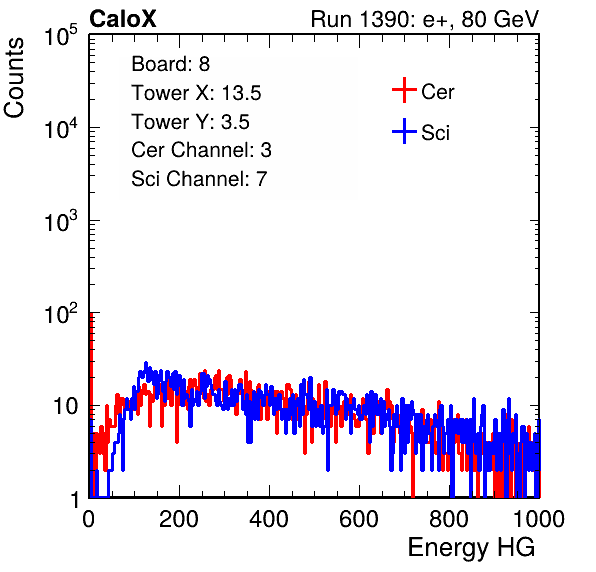 CaloX Run 1390: e+, 80 GeV
Board: 8
Tower X: 13.5
Tower Y: 3.5
Cer Channel: 3
Sci Channel: 7
Cer
Sci
Counts
10^5
10^4
10^3
10^2
10
1
0 200 400 600 800 1000
Energy HG